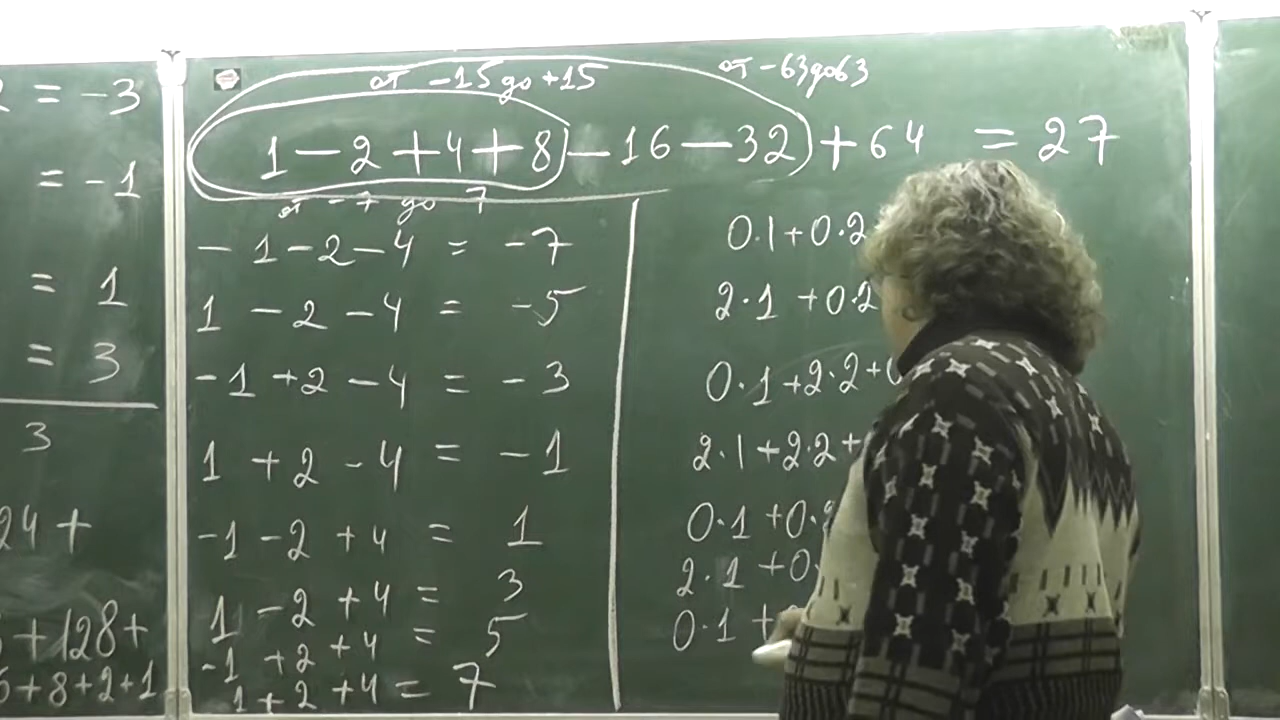 2 = -3
= -1
= 1
= 3
3
24 +
+128+
+8+2+1
от -15 до +15
от -63 до 63
1 - 2 + 4 + 8 - 16 - 32 + 64 = 27
от -7 до 7
- 1 - 2 - 4 = -7
1 - 2 - 4 = -5
-1 +2 - 4 = -3
1 + 2 - 4 = -1
-1 - 2 + 4 = 1
1 - 2 + 4 = 3
-1 + 2 + 4 = 5
1 + 2 + 4 = 7
0·1+0·2
2·1 +0·2
0·1+2·2+0
2·1+2·2+
0·1 +0·2
2·1 +0·
0·1 +